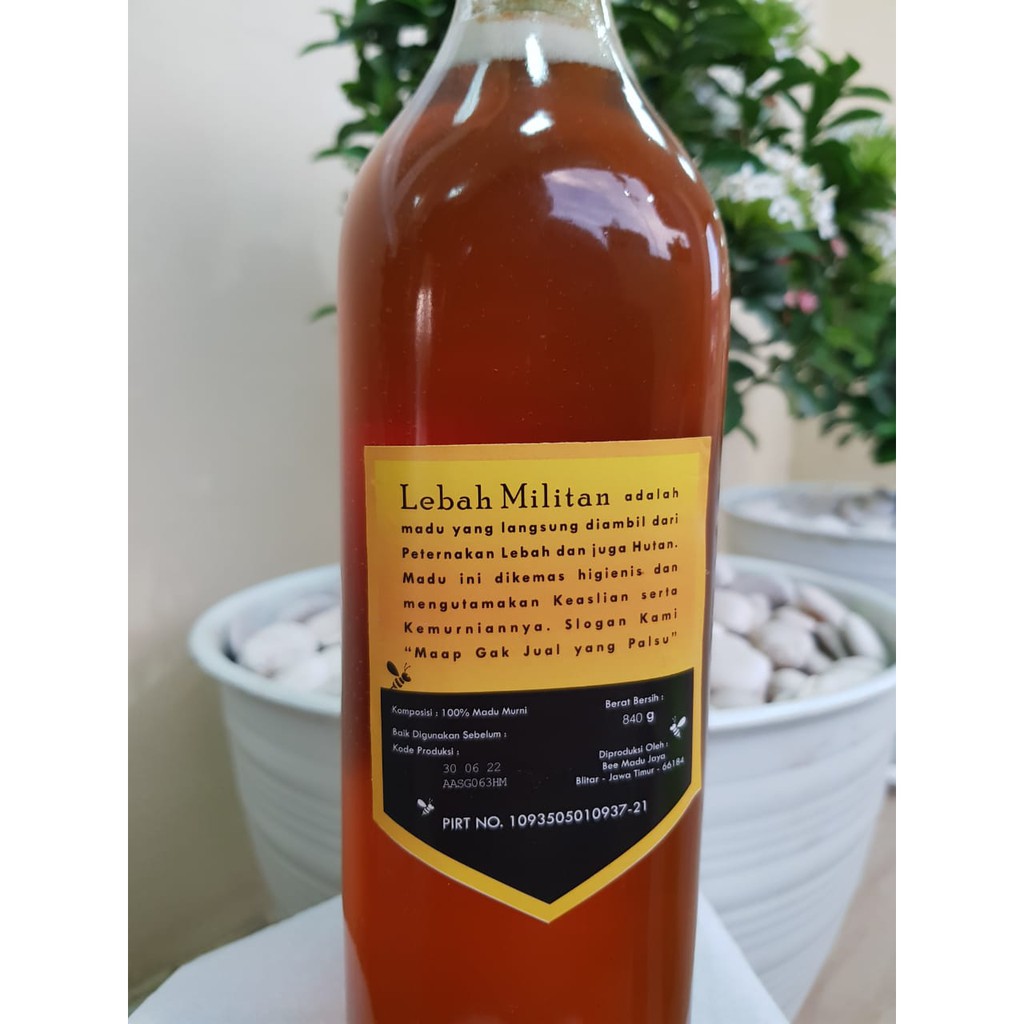 Lebah Militan adalah
madu yang langsung diambil dari
Peternakan Lebah dan juga Hutan.
Madu ini dikemas higienis dan
mengutamakan Keaslian serta
Kemurniannya. Slogan Kami
“Maap Gak Jual yang Palsu”
Komposisi : 100% Madu Murni
Baik Digunakan Sebelum :
Kode Produksi :
30 06 22
AASG063HM
Berat Bersih :
840 g
Diproduksi Oleh :
Bee Madu Jaya
Blitar - Jawa Timur - 66184
PIRT NO. 1093505010937-21